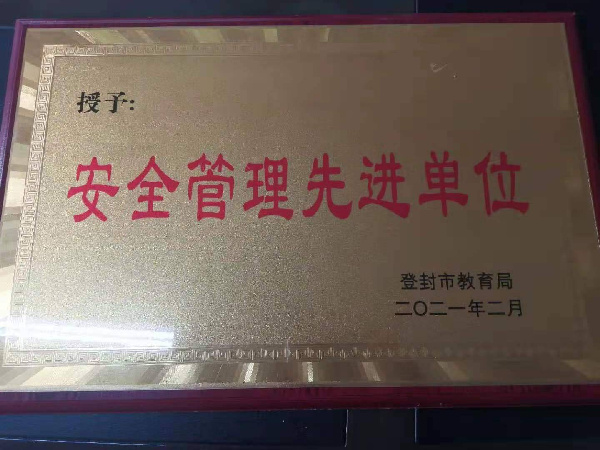 授予:
安全管理先进单位
登封市教育局
二〇二一年二月